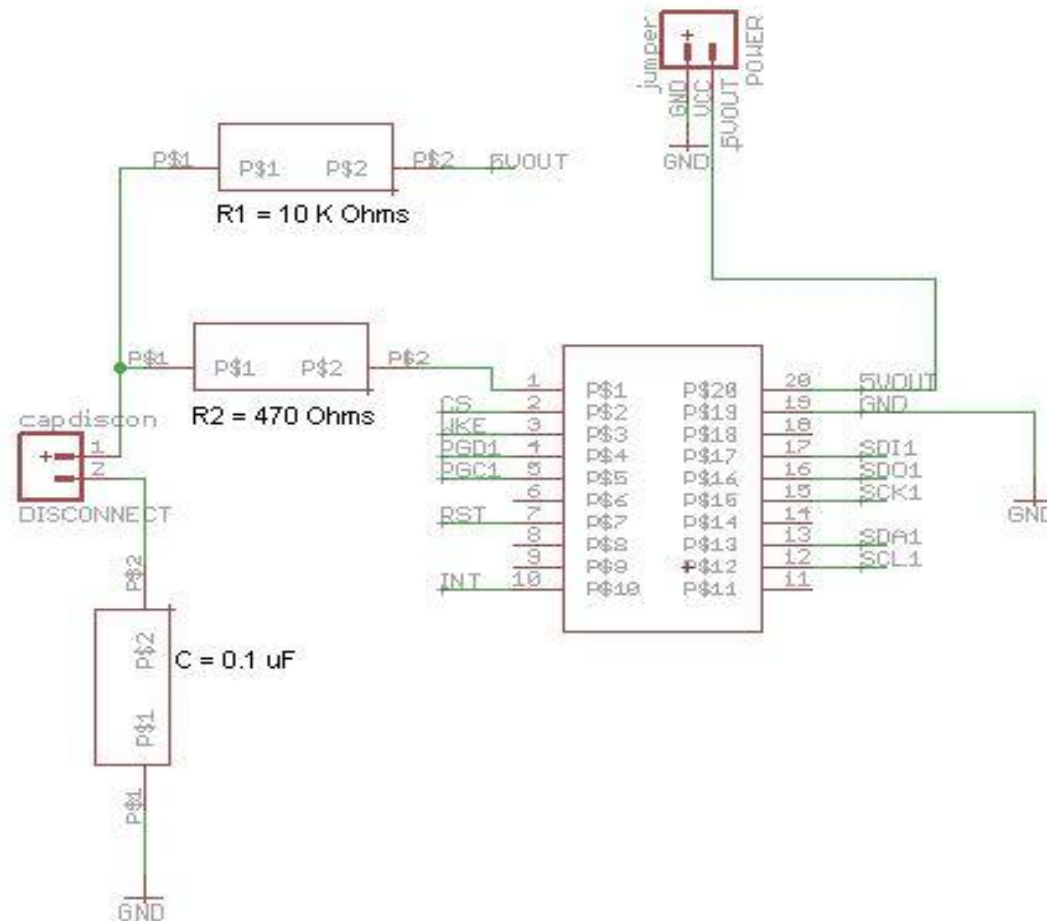 jumper
POWER
GND
VCC
5VOUT
GND
P$1
P$1
P$2
P$2
5VOUT
R1 = 10 K Ohms
P$1
P$1
P$2
P$2
R2 = 470 Ohms
capdiscon
1
2
DISCONNECT
1
P$1
P$20
20
5VOUT
CS
2
P$2
P$19
19
GND
WKE
3
P$3
P$18
18
PGD1
4
P$4
P$17
17
SDI1
PGC1
5
P$5
P$16
16
SDO1
6
P$6
P$15
15
SCK1
RST
7
P$7
P$14
14
8
P$8
P$13
13
SDA1
9
P$9
P$12
12
SCL1
INT
10
P$10
P$11
11
GND
P$2
P$2
C = 0.1 uF
P$1
P$1
GND